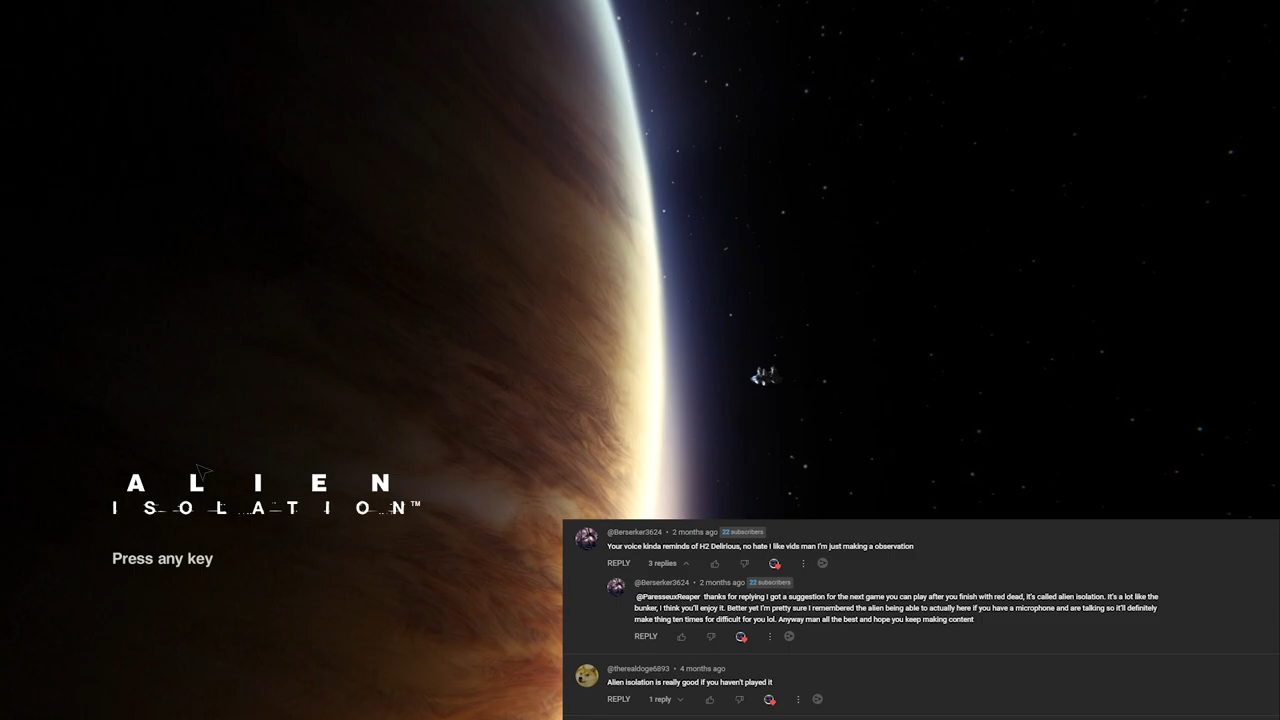 A L I E N
I S O L A T I O N™
Press any key
@Berserker3624 • 2 months ago 22 subscribers
Your voice kinda reminds of H2 Delirious, no hate I like vids man I'm just making a observation
REPLY 3 replies
@Berserker3624 • 2 months ago 22 subscribers
@ParesseuxReaper thanks for replying I got a suggestion for the next game you can play after you finish with red dead, it's called alien isolation. It's a lot like the
bunker, I think you'll enjoy it. Better yet I'm pretty sure I remembered the alien being able to actually here if you have a microphone and are talking so it'll definitely
make thing ten times for difficult for you lol. Anyway man all the best and hope you keep making content
REPLY
@therealdoge6893 • 4 months ago
Alien isolation is really good if you haven't played it
REPLY 1 reply